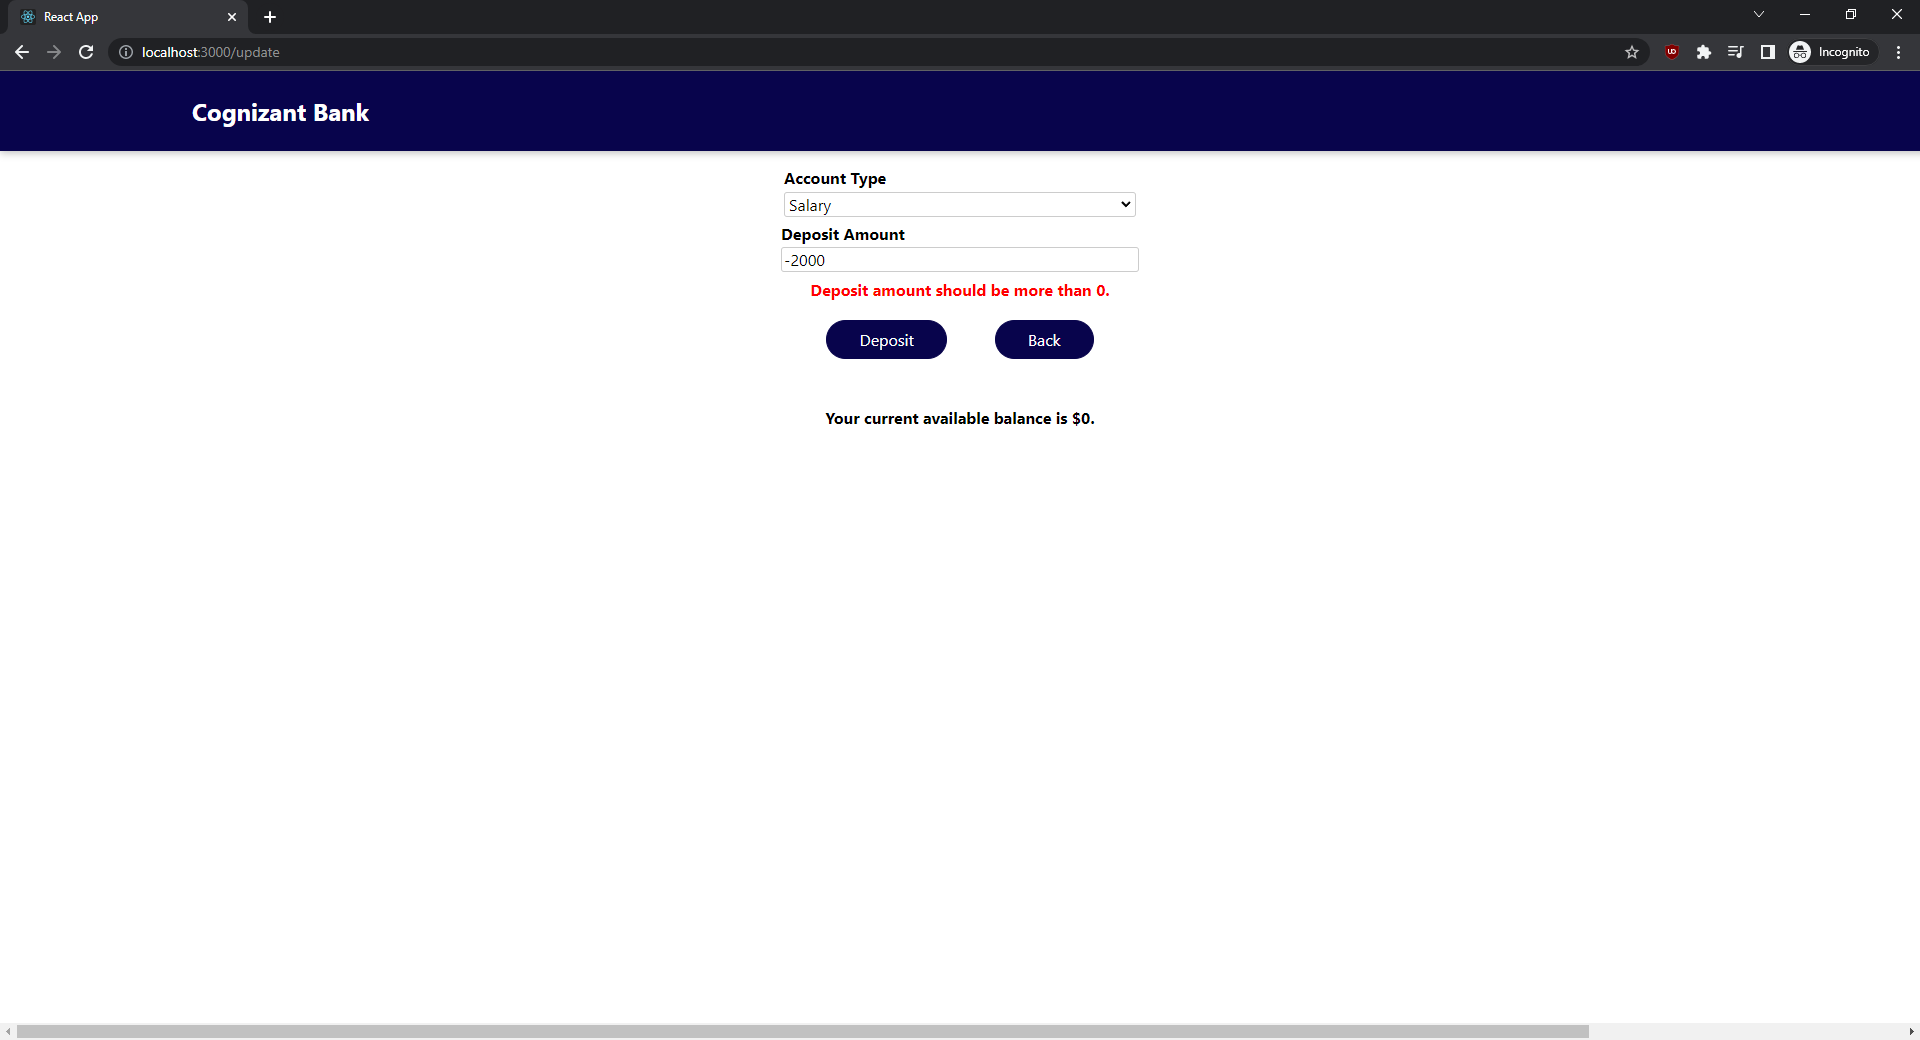 React App
localhost:3000/update
Incognito
Cognizant Bank
Account Type
Salary
Deposit Amount
-2000
Deposit amount should be more than 0.
Deposit Back
Your current available balance is $0.